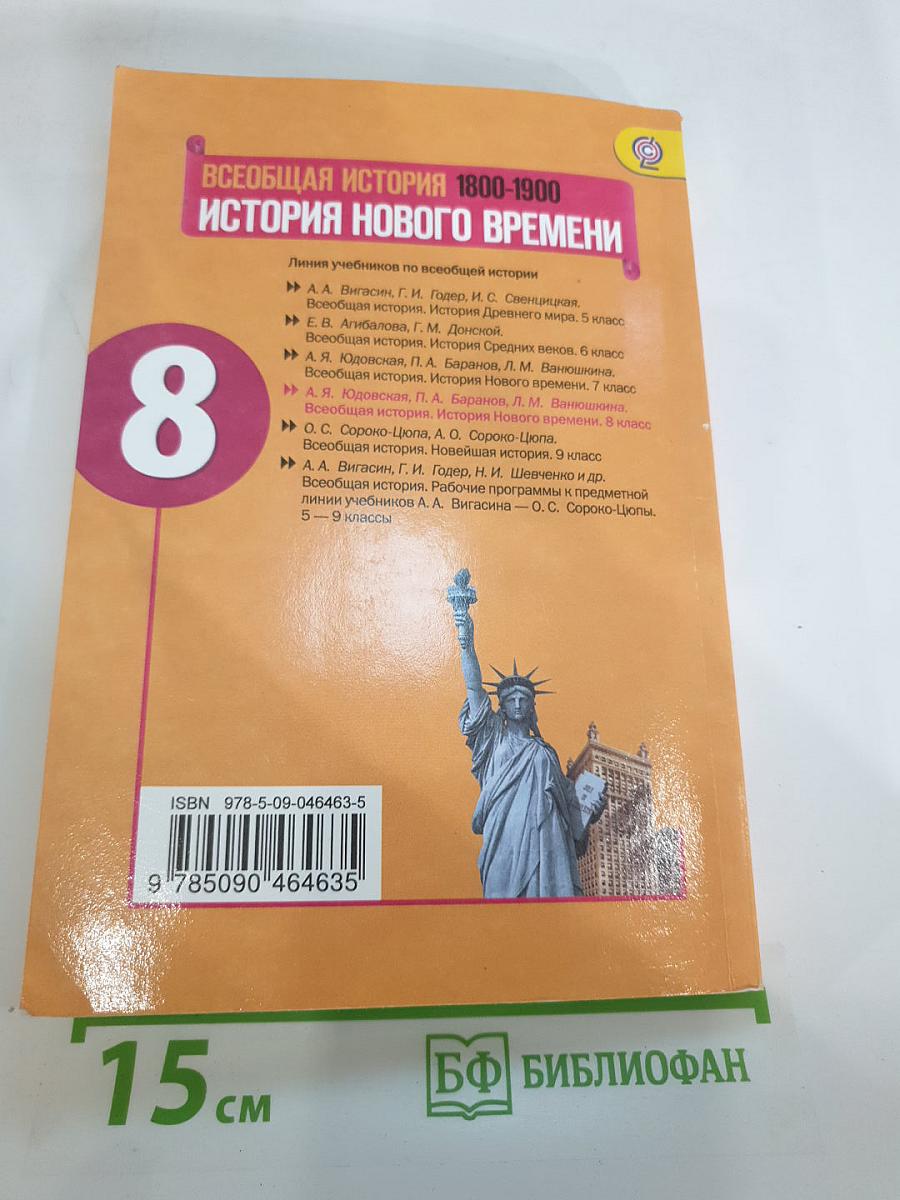 ВСЕОБЩАЯ ИСТОРИЯ 1800-1900
ИСТОРИЯ НОВОГО ВРЕМЕНИ
Линия учебников по всеобщей истории
А. А. Вигасин, Г. И. Годер, И. С. Свенцицкая.
Всеобщая история. История Древнего мира. 5 класс
Е. В. Агибалова, Г. М. Донской.
Всеобщая история. История Средних веков. 6 класс
А. Я. Юдовская, П. А. Баранов, Л. М. Ванюшкина.
Всеобщая история. История Нового времени. 7 класс
А. Я. Юдовская, П. А. Баранов, Л. М. Ванюшкина.
Всеобщая история. История Нового времени. 8 класс
О. С. Сороко-Цюпа, А. О. Сороко-Цюпа.
Всеобщая история. Новейшая история. 9 класс
А. А. Вигасин, Г. И. Годер, Н. И. Шевченко и др.
Всеобщая история. Рабочие программы к предметной
линии учебников А. А. Вигасина — О. С. Сороко-Цюпы.
5 — 9 классы
8
ISBN 978-5-09-046463-5
9 785090 464635
15 см
БФ БИБЛИОФАН